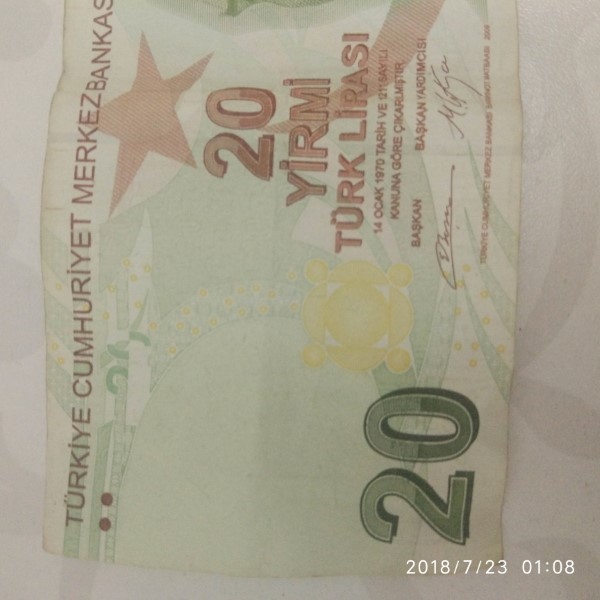 TÜRKİYE CUMHURİYET MERKEZ BANKAS
20
YİRMİ
TÜRK LİRASI
14 OCAK 1970 TARİH VE 1211 SAYILI
KANUNA GÖRE ÇIKARILMIŞTIR
BAŞKAN BAŞKAN YARDIMCISI
TÜRKİYE CUMHURİYET MERKEZ BANKASI BANKNOT MATBAASI 2009
20
20
2018/7/23 01:08